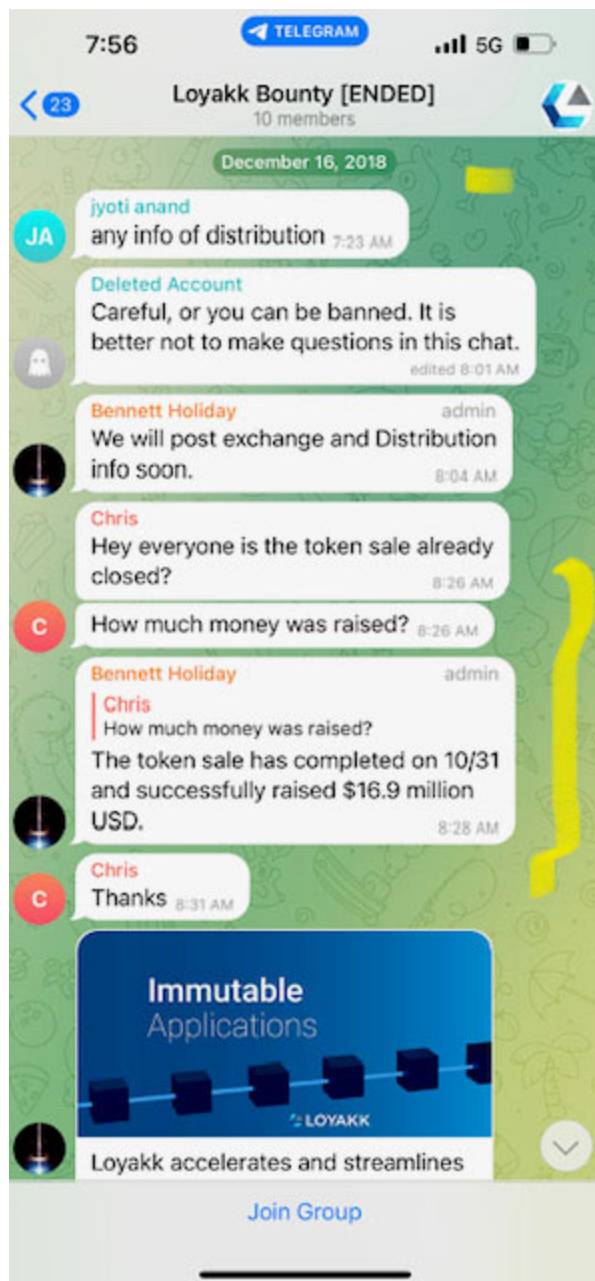 7:56
TELEGRAM
5G
23
Loyakk Bounty [ENDED]
10 members
December 16, 2018
jyoti anand
JA
any info of distribution 7:23 AM
Deleted Account
Careful, or you can be banned. It is
better not to make questions in this chat.
edited 8:01 AM
Bennett Holiday admin
We will post exchange and Distribution
info soon. 8:04 AM
Chris
Hey everyone is the token sale already
closed? 8:26 AM
C
How much money was raised? 8:26 AM
Bennett Holiday admin
Chris
How much money was raised?
The token sale has completed on 10/31
and successfully raised $16.9 million
USD. 8:28 AM
Chris
C
Thanks 8:31 AM
Immutable
Applications
LOYAKK
Loyakk accelerates and streamlines
Join Group